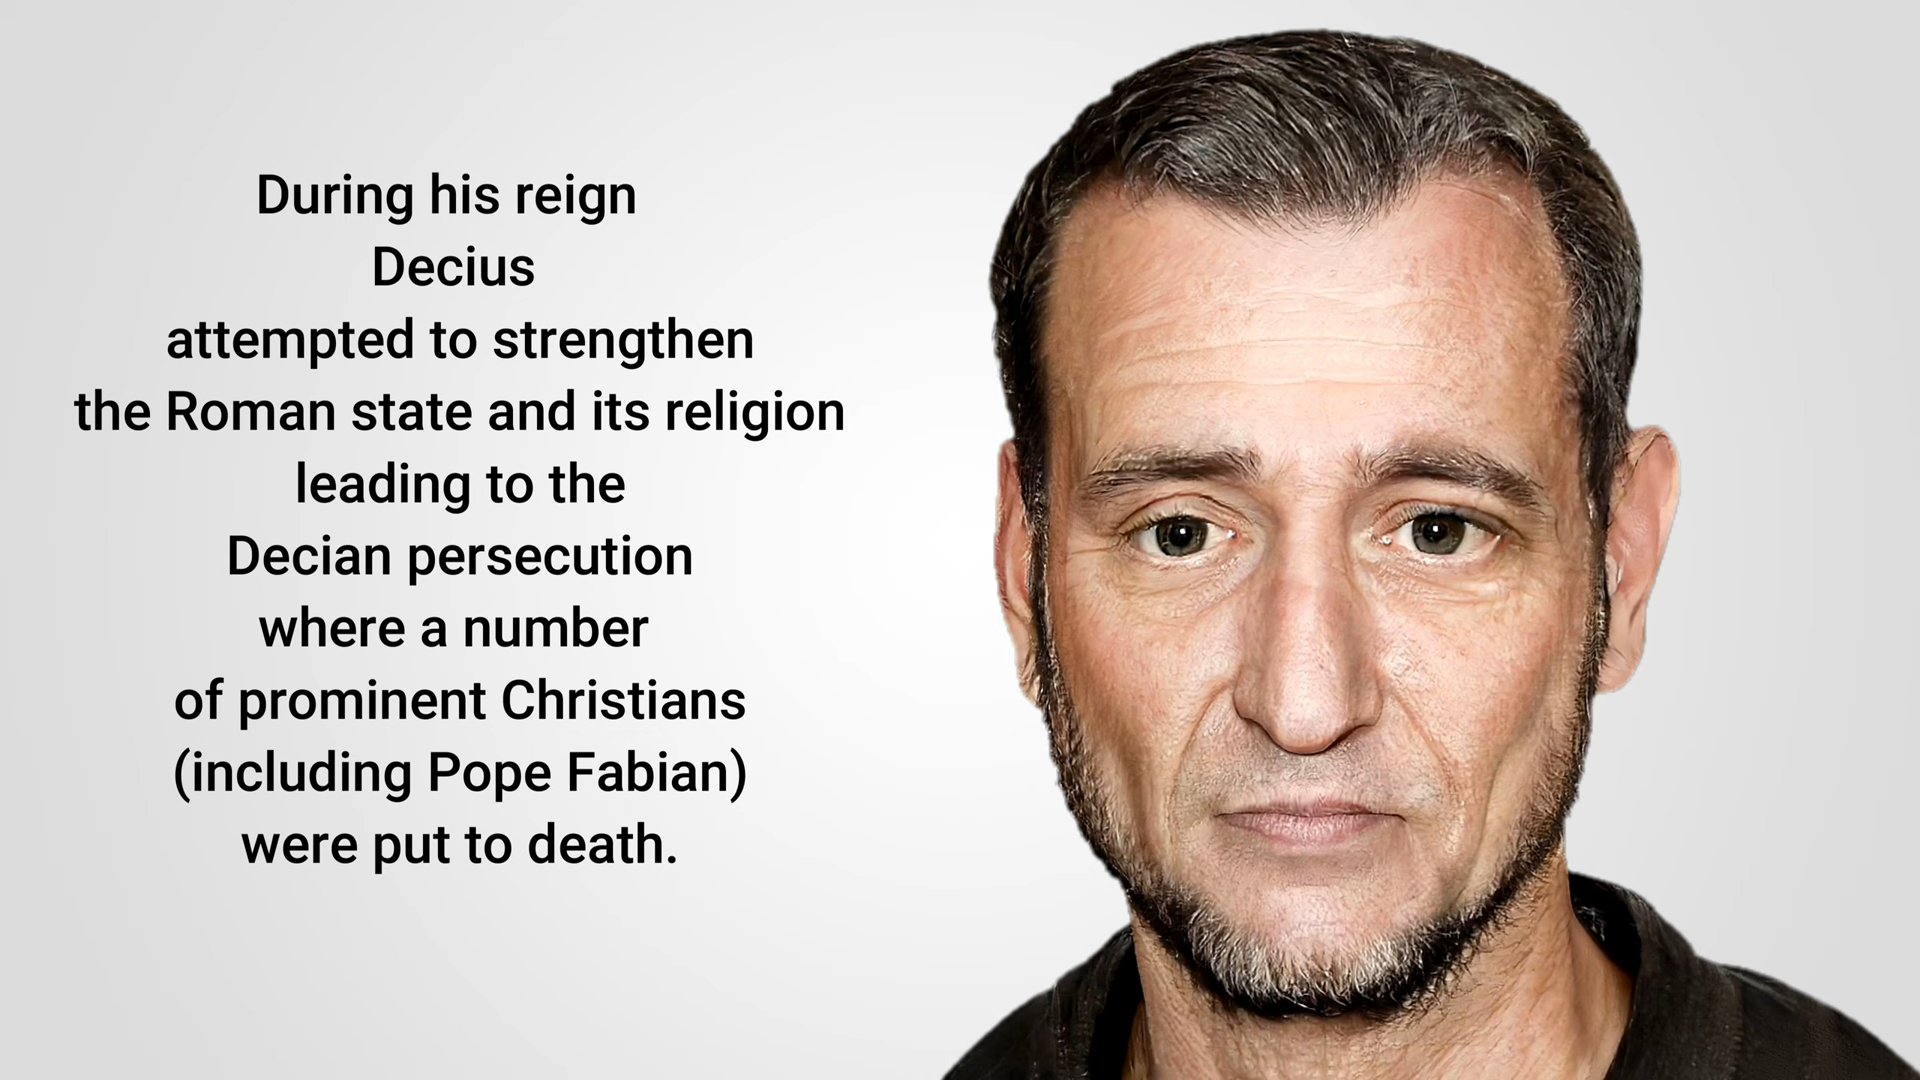 During his reign
Decius
attempted to strengthen
the Roman state and its religion
leading to the
Decian persecution
where a number
of prominent Christians
(including Pope Fabian)
were put to death.